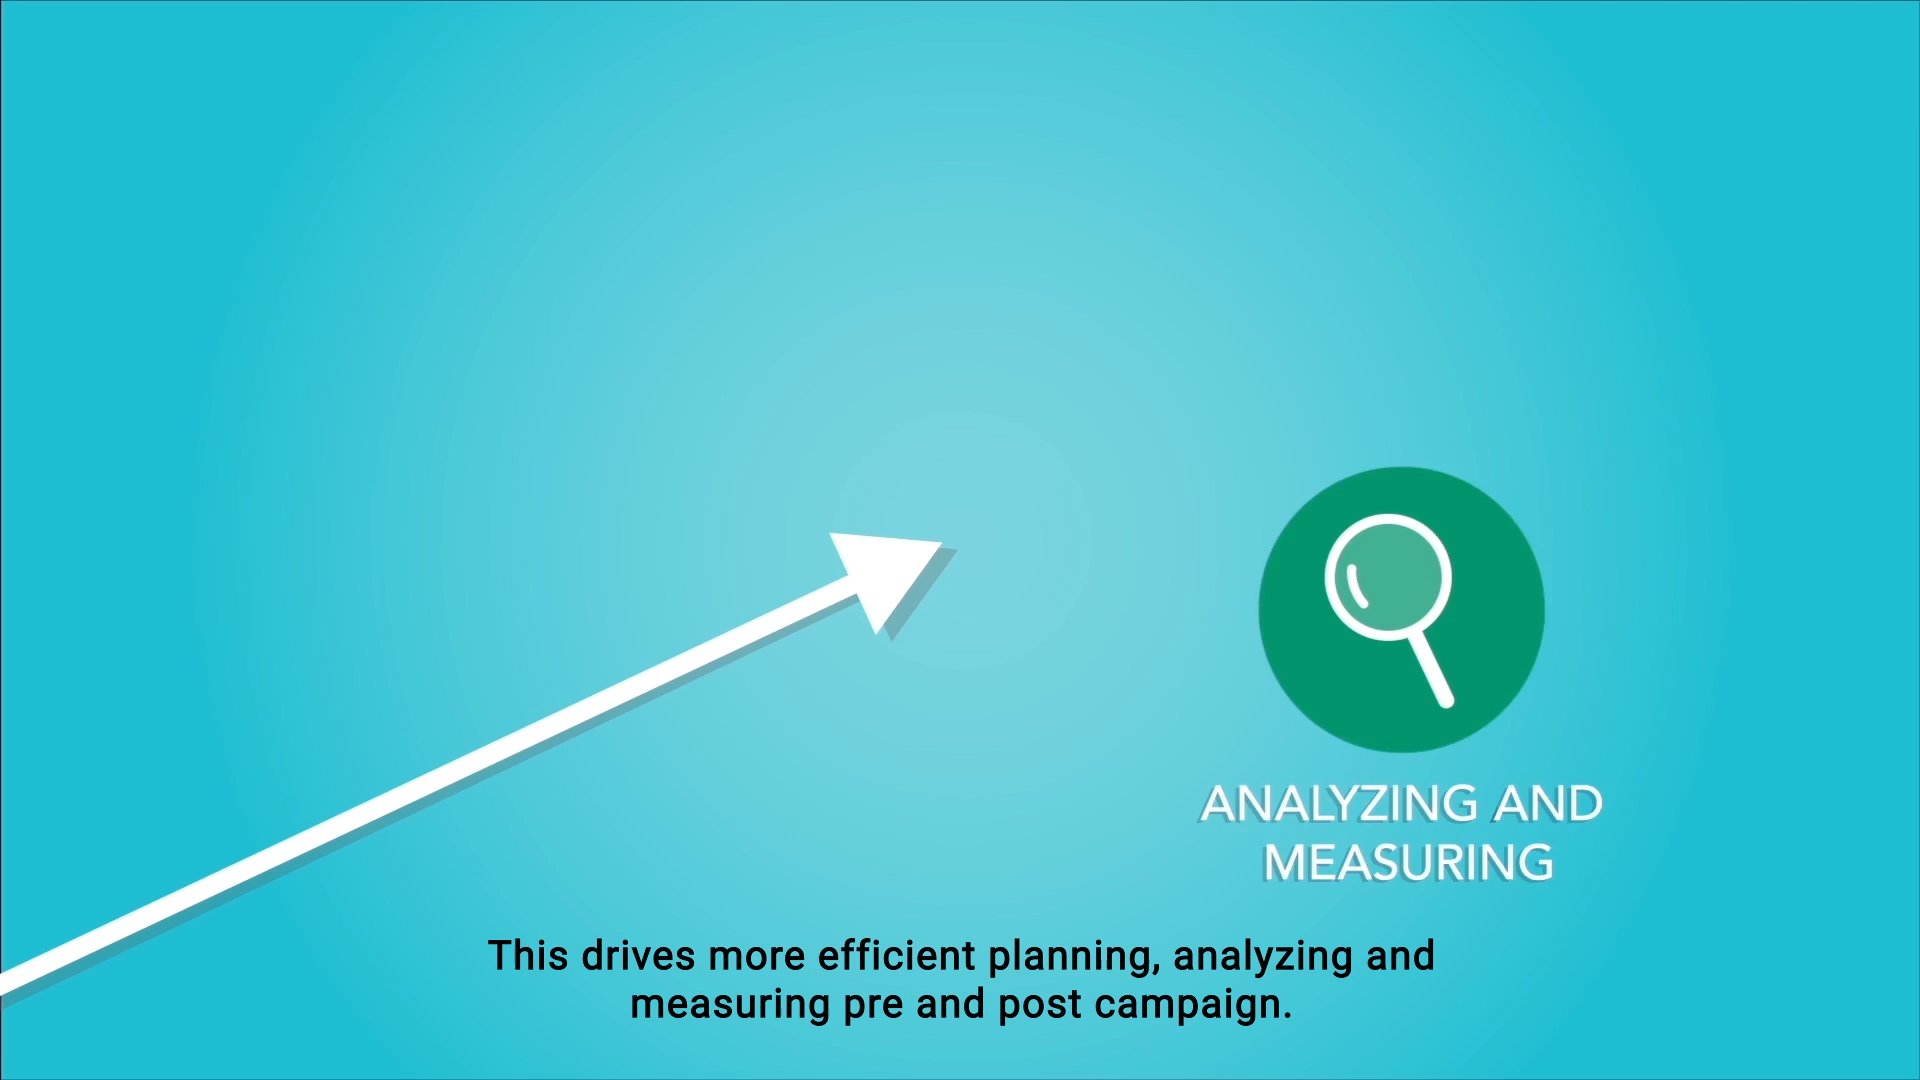 ANALYZING AND
MEASURING
This drives more efficient planning, analyzing and
measuring pre and post campaign.